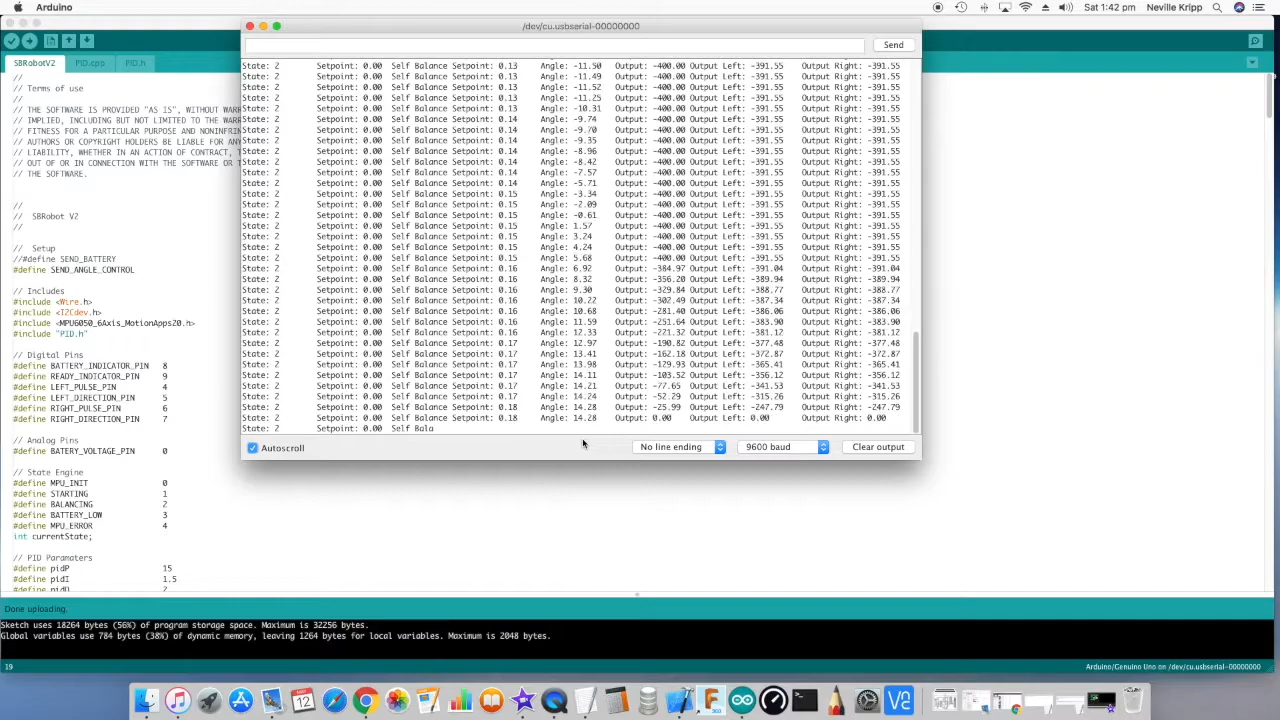 Arduino
Sat 1:42 pm Neville Kripp
/dev/cu.usbserial-00000000
Send
SBRobotV2 PID.cpp PID.h
//
// Terms of use
//
// THE SOFTWARE IS PROVIDED "AS IS", WITHOUT WAR
// IMPLIED, INCLUDING BUT NOT LIMITED TO THE WARR
// FITNESS FOR A PARTICULAR PURPOSE AND NONINFRIN
// AUTHORS OR COPYRIGHT HOLDERS BE LIABLE FOR ANY
// LIABILITY, WHETHER IN AN ACTION OF CONTRACT, T
// OUT OF OR IN CONNECTION WITH THE SOFTWARE OR T
// THE SOFTWARE.
//
// SBRobot V2
//
// Setup
//#define SEND_BATTERY
#define SEND_ANGLE_CONTROL
// Includes
#include <Wire.h>
#include <I2Cdev.h>
#include <MPU6050_6Axis_MotionApps20.h>
#include "PID.h"
// Digital Pins
#define BATTERY_INDICATOR_PIN 8
#define READY_INDICATOR_PIN 9
#define LEFT_PULSE_PIN 4
#define LEFT_DIRECTION_PIN 5
#define RIGHT_PULSE_PIN 6
#define RIGHT_DIRECTION_PIN 7
// Analog Pins
#define BATERY_VOLTAGE_PIN 0
// State Engine
#define MPU_INIT 0
#define STARTING 1
#define BALANCING 2
#define BATTERY_LOW 3
#define MPU_ERROR 4
int currentState;
// PID Paramaters
#define pidP 15
#define pidI 1.5
#define pidD 2
State: 2 Setpoint: 0.00 Self Balance Setpoint: 0.13 Angle: -11.50 Output: -400.00 Output Left: -391.55 Output Right: -391.55
State: 2 Setpoint: 0.00 Self Balance Setpoint: 0.13 Angle: -11.49 Output: -400.00 Output Left: -391.55 Output Right: -391.55
State: 2 Setpoint: 0.00 Self Balance Setpoint: 0.13 Angle: -11.52 Output: -400.00 Output Left: -391.55 Output Right: -391.55
State: 2 Setpoint: 0.00 Self Balance Setpoint: 0.13 Angle: -11.25 Output: -400.00 Output Left: -391.55 Output Right: -391.55
State: 2 Setpoint: 0.00 Self Balance Setpoint: 0.13 Angle: -10.31 Output: -400.00 Output Left: -391.55 Output Right: -391.55
State: 2 Setpoint: 0.00 Self Balance Setpoint: 0.14 Angle: -9.74 Output: -400.00 Output Left: -391.55 Output Right: -391.55
State: 2 Setpoint: 0.00 Self Balance Setpoint: 0.14 Angle: -9.70 Output: -400.00 Output Left: -391.55 Output Right: -391.55
State: 2 Setpoint: 0.00 Self Balance Setpoint: 0.14 Angle: -9.35 Output: -400.00 Output Left: -391.55 Output Right: -391.55
State: 2 Setpoint: 0.00 Self Balance Setpoint: 0.14 Angle: -8.96 Output: -400.00 Output Left: -391.55 Output Right: -391.55
State: 2 Setpoint: 0.00 Self Balance Setpoint: 0.14 Angle: -8.42 Output: -400.00 Output Left: -391.55 Output Right: -391.55
State: 2 Setpoint: 0.00 Self Balance Setpoint: 0.14 Angle: -7.57 Output: -400.00 Output Left: -391.55 Output Right: -391.55
State: 2 Setpoint: 0.00 Self Balance Setpoint: 0.14 Angle: -5.71 Output: -400.00 Output Left: -391.55 Output Right: -391.55
State: 2 Setpoint: 0.00 Self Balance Setpoint: 0.15 Angle: -3.34 Output: -400.00 Output Left: -391.55 Output Right: -391.55
State: 2 Setpoint: 0.00 Self Balance Setpoint: 0.15 Angle: -2.09 Output: -400.00 Output Left: -391.55 Output Right: -391.55
State: 2 Setpoint: 0.00 Self Balance Setpoint: 0.15 Angle: -0.61 Output: -400.00 Output Left: -391.55 Output Right: -391.55
State: 2 Setpoint: 0.00 Self Balance Setpoint: 0.15 Angle: 1.57 Output: -400.00 Output Left: -391.55 Output Right: -391.55
State: 2 Setpoint: 0.00 Self Balance Setpoint: 0.15 Angle: 3.24 Output: -400.00 Output Left: -391.55 Output Right: -391.55
State: 2 Setpoint: 0.00 Self Balance Setpoint: 0.15 Angle: 4.24 Output: -400.00 Output Left: -391.55 Output Right: -391.55
State: 2 Setpoint: 0.00 Self Balance Setpoint: 0.15 Angle: 5.68 Output: -400.00 Output Left: -391.55 Output Right: -391.55
State: 2 Setpoint: 0.00 Self Balance Setpoint: 0.16 Angle: 6.92 Output: -384.97 Output Left: -391.04 Output Right: -391.04
State: 2 Setpoint: 0.00 Self Balance Setpoint: 0.16 Angle: 8.32 Output: -356.20 Output Left: -389.94 Output Right: -389.94
State: 2 Setpoint: 0.00 Self Balance Setpoint: 0.16 Angle: 9.30 Output: -329.84 Output Left: -388.77 Output Right: -388.77
State: 2 Setpoint: 0.00 Self Balance Setpoint: 0.16 Angle: 10.22 Output: -302.49 Output Left: -387.34 Output Right: -387.34
State: 2 Setpoint: 0.00 Self Balance Setpoint: 0.16 Angle: 10.68 Output: -281.40 Output Left: -386.06 Output Right: -386.06
State: 2 Setpoint: 0.00 Self Balance Setpoint: 0.16 Angle: 11.59 Output: -251.64 Output Left: -383.90 Output Right: -383.90
State: 2 Setpoint: 0.00 Self Balance Setpoint: 0.16 Angle: 12.33 Output: -221.32 Output Left: -381.12 Output Right: -381.12
State: 2 Setpoint: 0.00 Self Balance Setpoint: 0.17 Angle: 12.97 Output: -190.82 Output Left: -377.48 Output Right: -377.48
State: 2 Setpoint: 0.00 Self Balance Setpoint: 0.17 Angle: 13.41 Output: -162.18 Output Left: -372.87 Output Right: -372.87
State: 2 Setpoint: 0.00 Self Balance Setpoint: 0.17 Angle: 13.98 Output: -129.93 Output Left: -365.41 Output Right: -365.41
State: 2 Setpoint: 0.00 Self Balance Setpoint: 0.17 Angle: 14.11 Output: -103.52 Output Left: -356.12 Output Right: -356.12
State: 2 Setpoint: 0.00 Self Balance Setpoint: 0.17 Angle: 14.21 Output: -77.65 Output Left: -341.53 Output Right: -341.53
State: 2 Setpoint: 0.00 Self Balance Setpoint: 0.17 Angle: 14.24 Output: -52.29 Output Left: -315.26 Output Right: -315.26
State: 2 Setpoint: 0.00 Self Balance Setpoint: 0.18 Angle: 14.28 Output: -25.99 Output Left: -247.79 Output Right: -247.79
State: 2 Setpoint: 0.00 Self Balance Setpoint: 0.18 Angle: 14.28 Output: 0.00 Output Left: 0.00 Output Right: 0.00
State: 2 Setpoint: 0.00 Self Bala
Autoscroll No line ending 9600 baud Clear output
Done uploading.
Sketch uses 18264 bytes (56%) of program storage space. Maximum is 32256 bytes.
Global variables use 784 bytes (38%) of dynamic memory, leaving 1264 bytes for local variables. Maximum is 2048 bytes.
19 Arduino/Genuino Uno on /dev/cu.usbserial-00000000